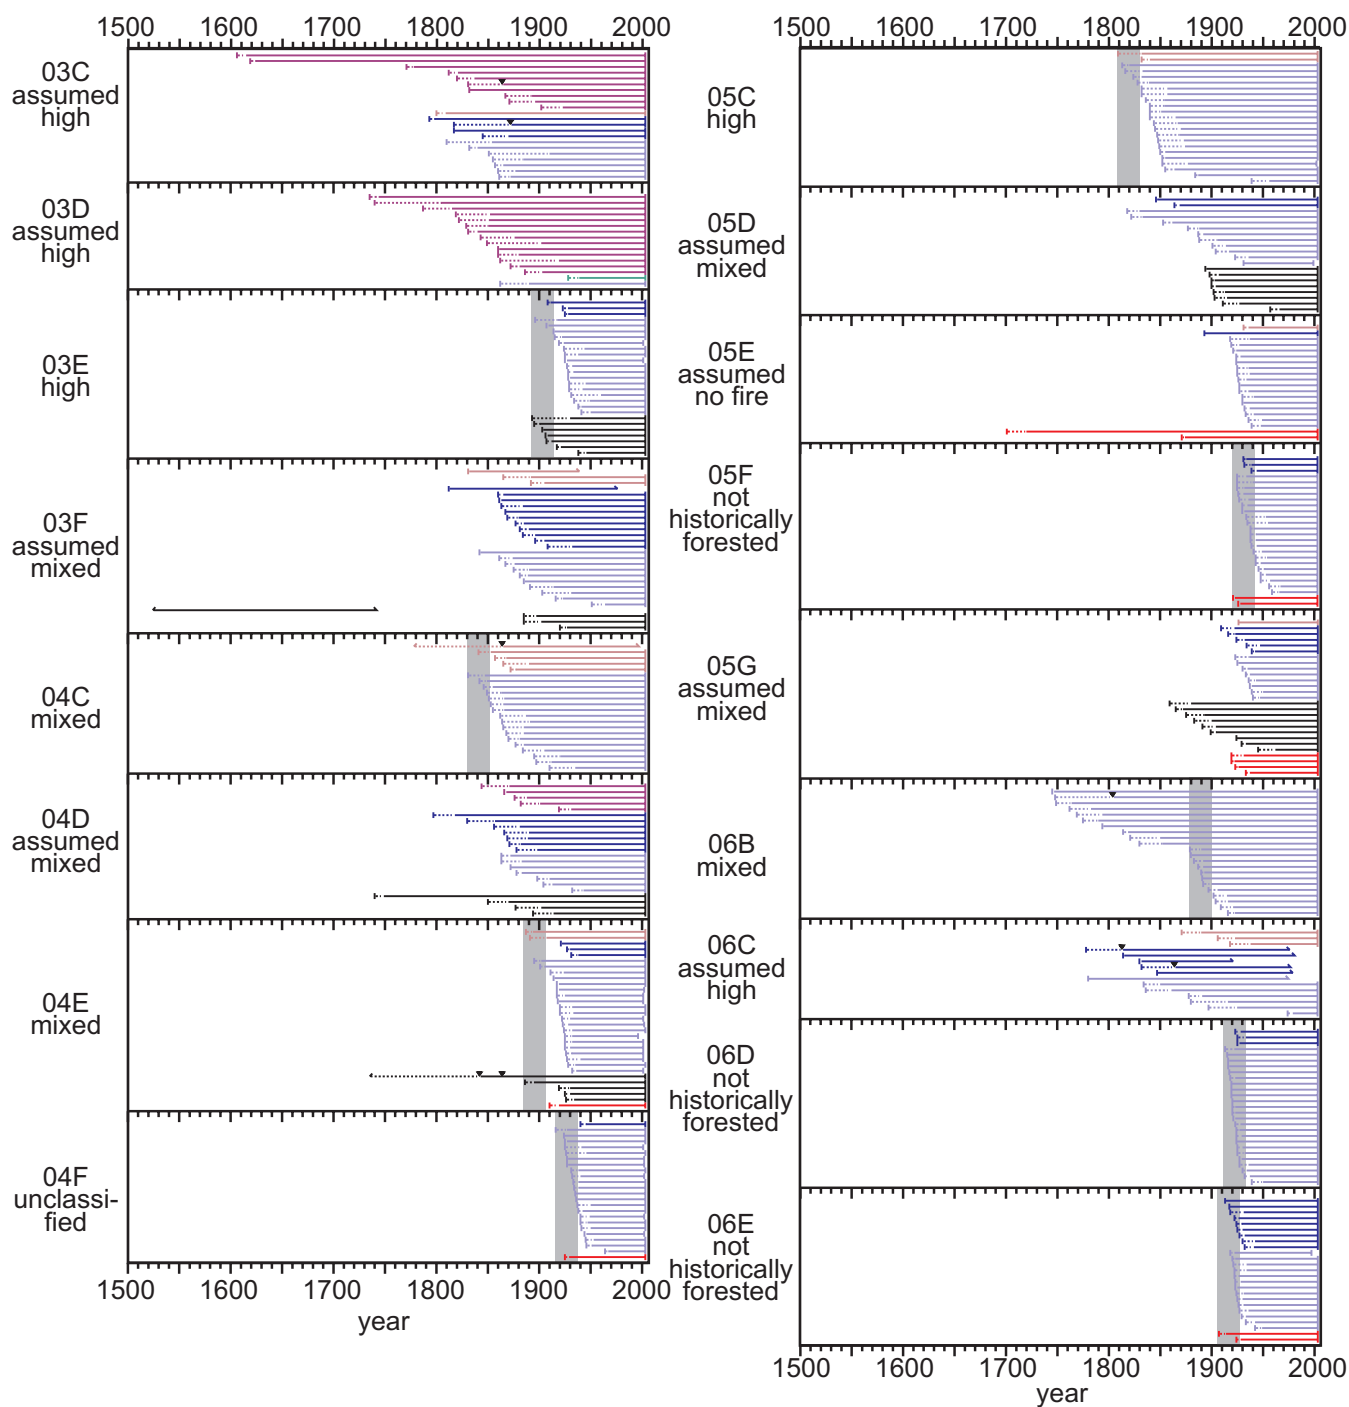 1500 1600 1700 1800 1900 2000
1500 1600 1700 1800 1900 2000
03C
assumed
high
03D
assumed
high
03E
high
03F
assumed
mixed
04C
mixed
04D
assumed
mixed
04E
mixed
04F
unclassi-
fied
1500 1600 1700 1800 1900 2000
year
05C
high
05D
assumed
mixed
05E
assumed
no fire
05F
not
historically
forested
05G
assumed
mixed
06B
mixed
06C
assumed
high
06D
not
historically
forested
06E
not
historically
forested
1500 1600 1700 1800 1900 2000
year